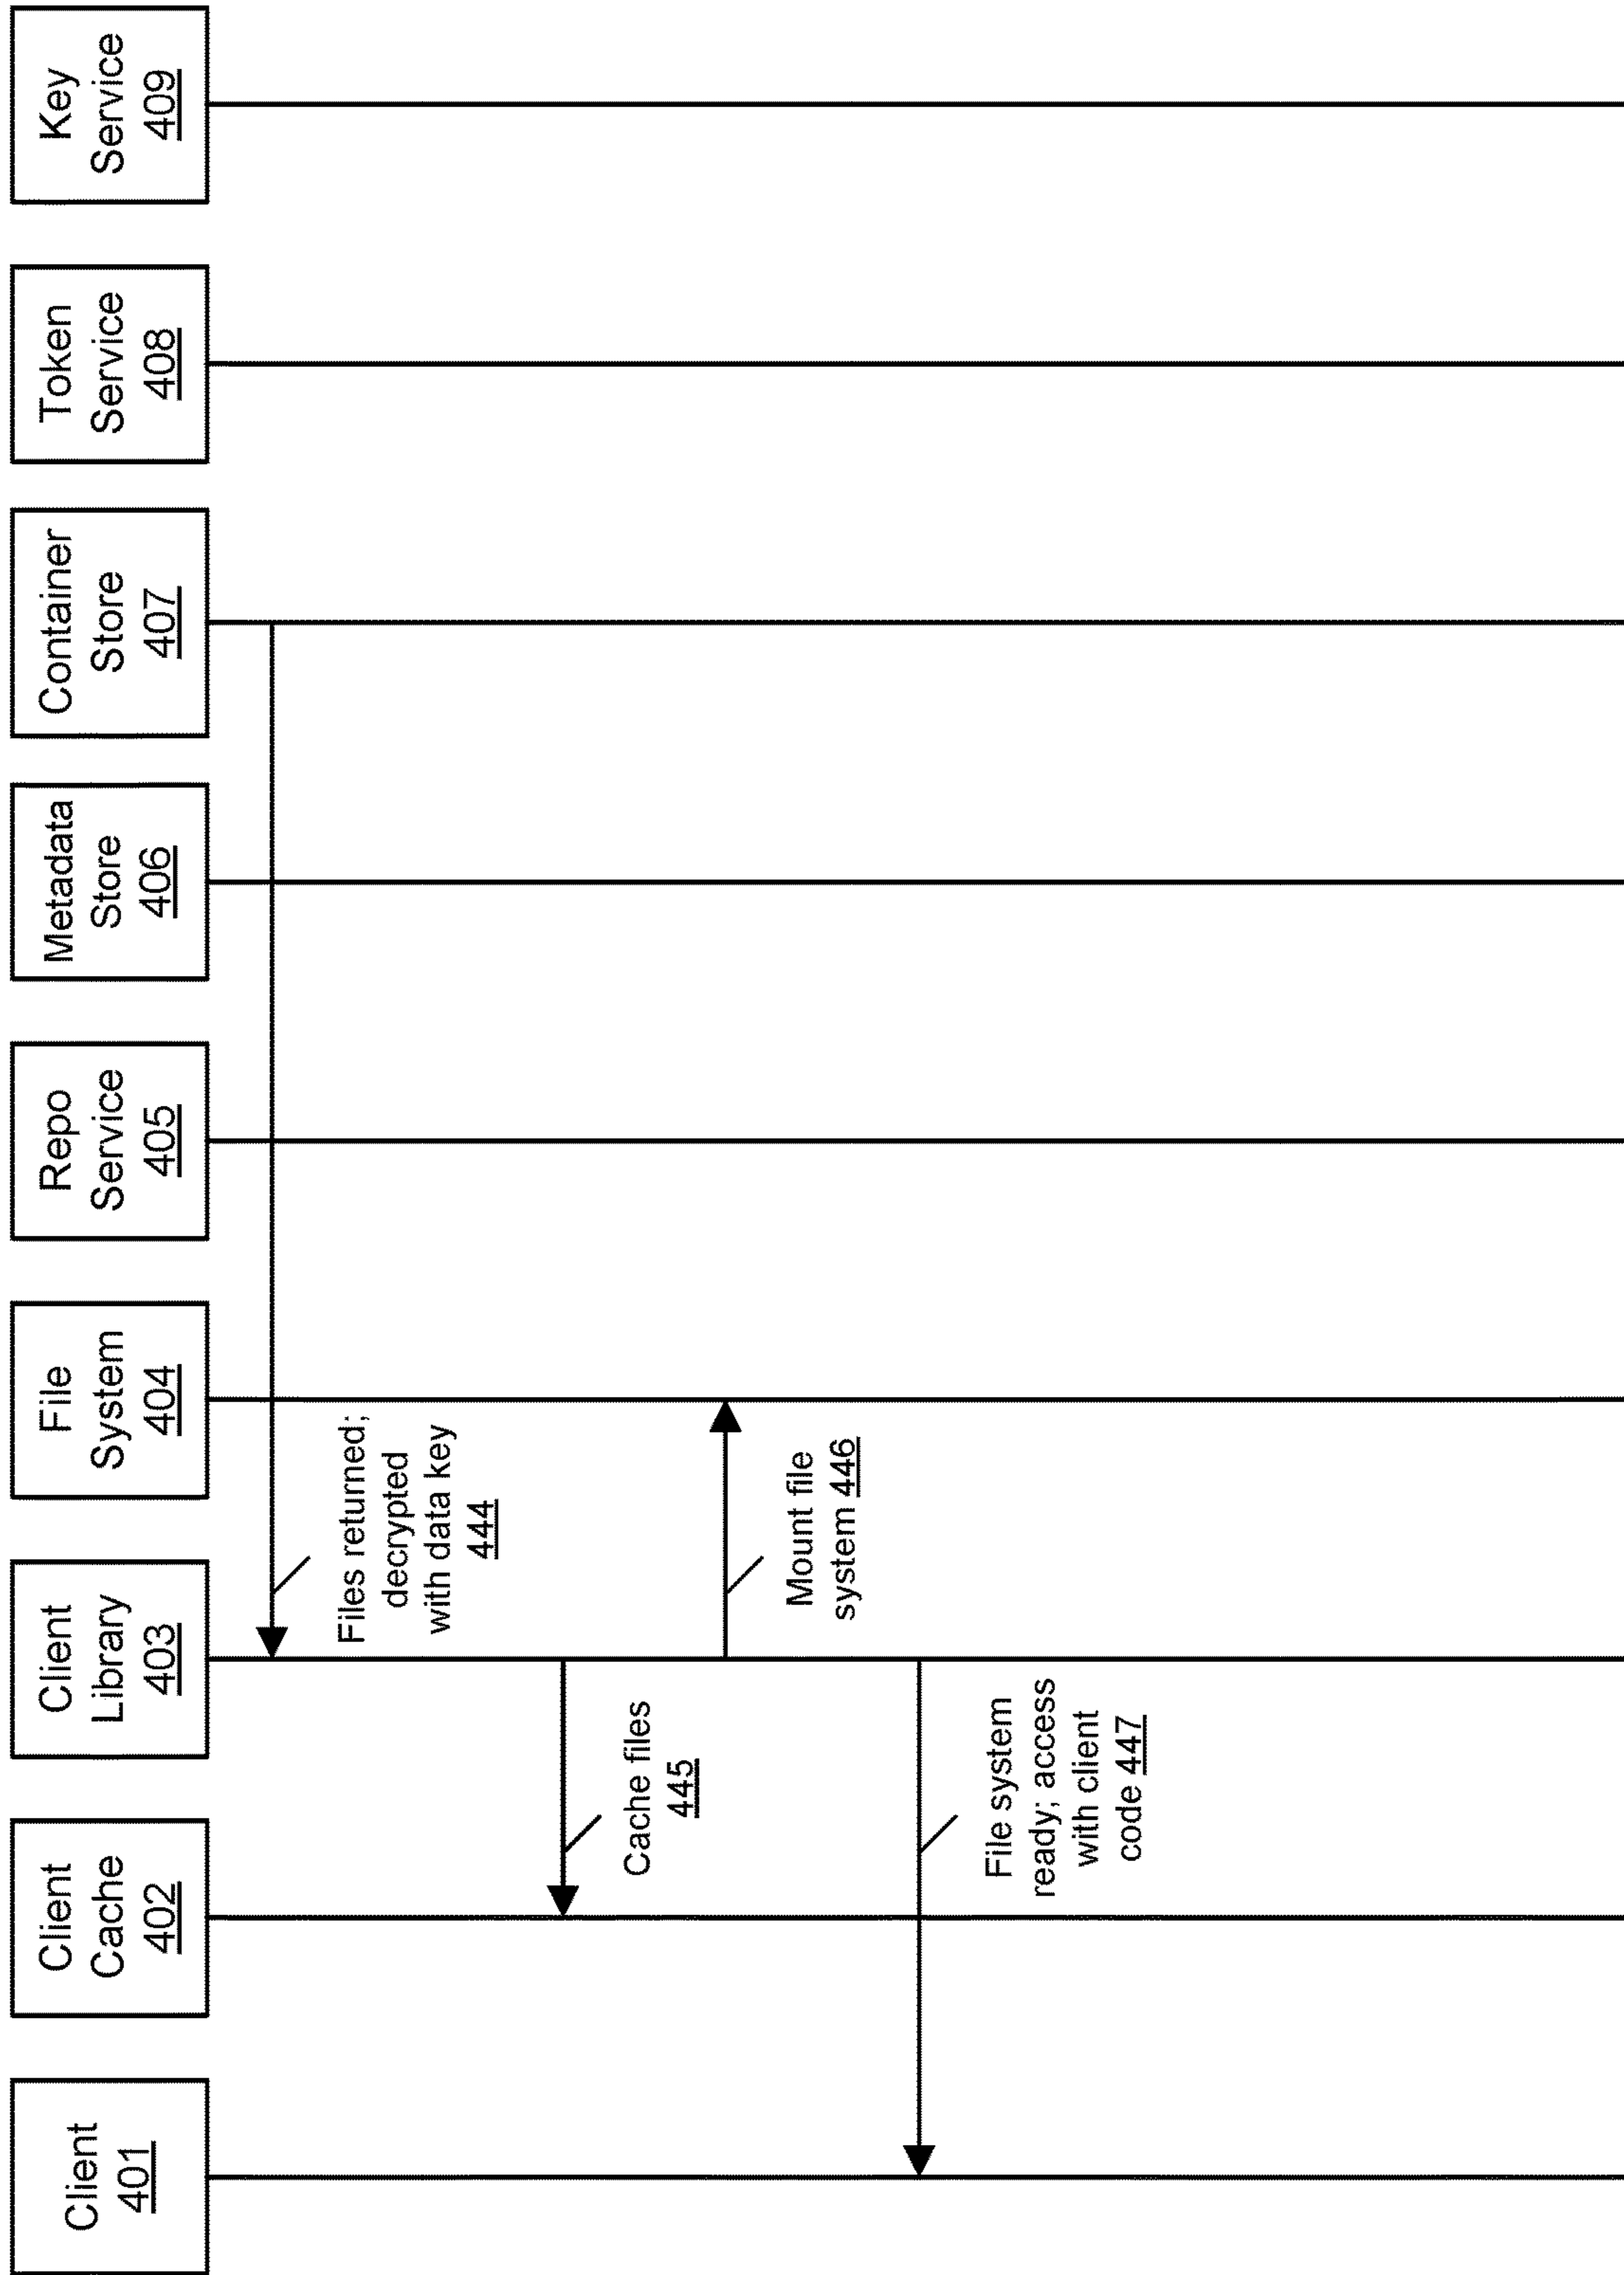 Client
401
Client
Cache
402
Client
Library
403
File
System
404
Repo
Service
405
Metadata
Store
406
Container
Store
407
Token
Service
408
Key
Service
409
Files returned;
decrypted
with data key
444
Cache files
445
Mount file
system 446
File system
ready; access
with client
code 447